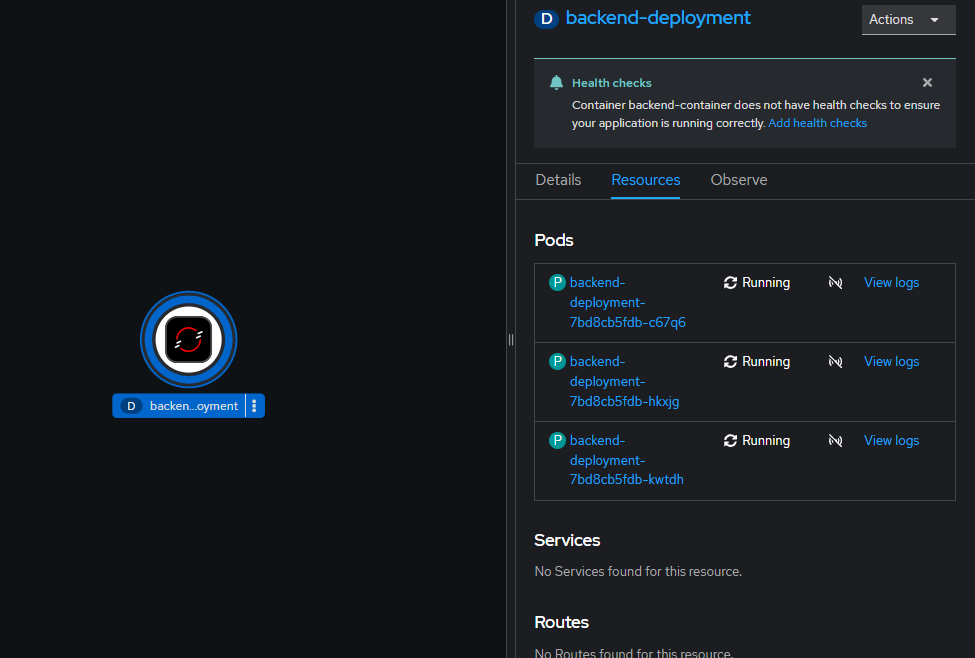 D backend-deployment
Actions
Health checks
Container backend-container does not have health checks to ensure
your application is running correctly. Add health checks
Details Resources Observe
Pods
P backend-
deployment-
7bd8cb5fdb-c67q6
Running
View logs
P backend-
deployment-
7bd8cb5fdb-hkxjg
Running
View logs
P backend-
deployment-
7bd8cb5fdb-kwtdh
Running
View logs
D backen...oyment
Services
No Services found for this resource.
Routes
No Routes found for this resource.